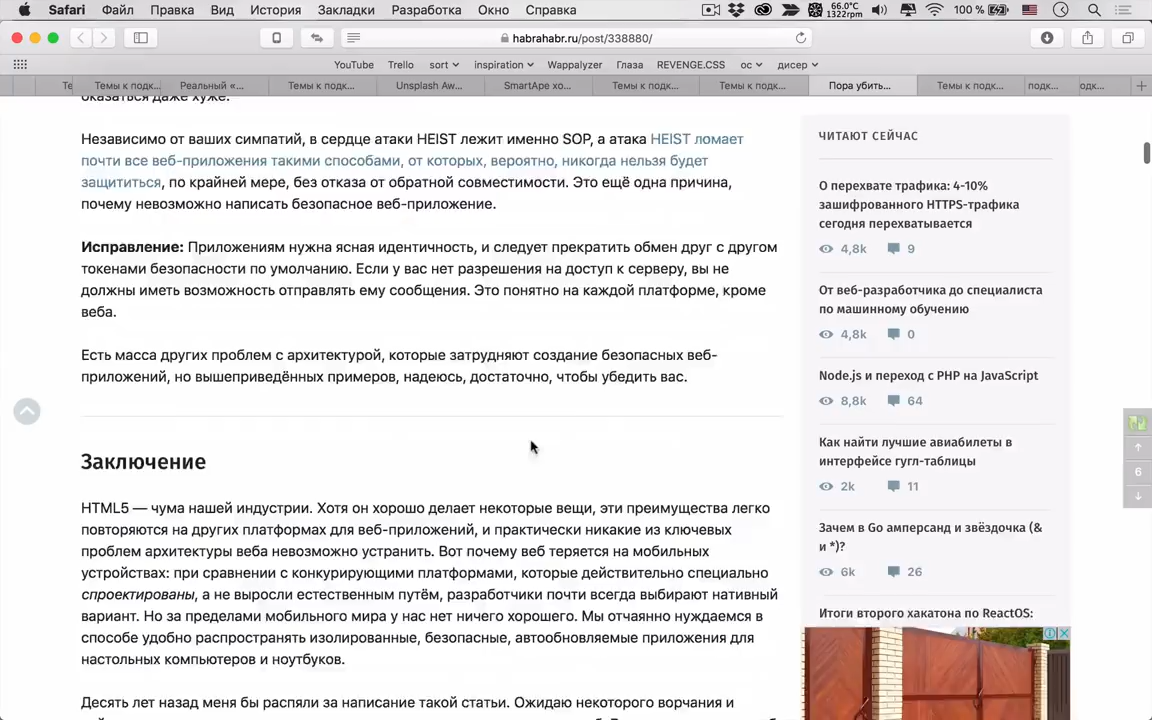 Safari Файл Правка Вид История Закладки Разработка Окно Справка 66.0°C 1322rpm 100 %
habrahabr.ru/post/338880/
YouTube Trello sort inspiration Wappalyzer Глаза REVENGE.CSS ос дисер
Те Темы к подк... Реальный «... Темы к подк... Unsplash Aw... SmartApe хо... Темы к подк... Темы к подк... Пора убить... Темы к подк... подк... одк...
оказаться даже хуже.
Независимо от ваших симпатий, в сердце атаки HEIST лежит именно SOP, а атака HEIST ломает
почти все веб-приложения такими способами, от которых, вероятно, никогда нельзя будет
защититься, по крайней мере, без отказа от обратной совместимости. Это ещё одна причина,
почему невозможно написать безопасное веб-приложение.
Исправление: Приложениям нужна ясная идентичность, и следует прекратить обмен друг с другом
токенами безопасности по умолчанию. Если у вас нет разрешения на доступ к серверу, вы не
должны иметь возможность отправлять ему сообщения. Это понятно на каждой платформе, кроме
веба.
Есть масса других проблем с архитектурой, которые затрудняют создание безопасных веб-
приложений, но вышеприведённых примеров, надеюсь, достаточно, чтобы убедить вас.
Заключение
HTML5 — чума нашей индустрии. Хотя он хорошо делает некоторые вещи, эти преимущества легко
повторяются на других платформах для веб-приложений, и практически никакие из ключевых
проблем архитектуры веба невозможно устранить. Вот почему веб теряется на мобильных
устройствах: при сравнении с конкурирующими платформами, которые действительно специально
спроектированы, а не выросли естественным путём, разработчики почти всегда выбирают нативный
вариант. Но за пределами мобильного мира у нас нет ничего хорошего. Мы отчаянно нуждаемся в
способе удобно распространять изолированные, безопасные, автообновляемые приложения для
настольных компьютеров и ноутбуков.
Десять лет назад меня бы распяли за написание такой статьи. Ожидаю некоторого ворчания и
ЧИТАЮТ СЕЙЧАС
О перехвате трафика: 4-10%
зашифрованного HTTPS-трафика
сегодня перехватывается
4,8k 9
От веб-разработчика до специалиста
по машинному обучению
4,8k 0
Node.js и переход с PHP на JavaScript
8,8k 64
Как найти лучшие авиабилеты в
интерфейсе гугл-таблицы
2k 11
Зачем в Go амперсанд и звёздочка (&
и *)?
6k 26
Итоги второго хакатона по ReactOS:
6